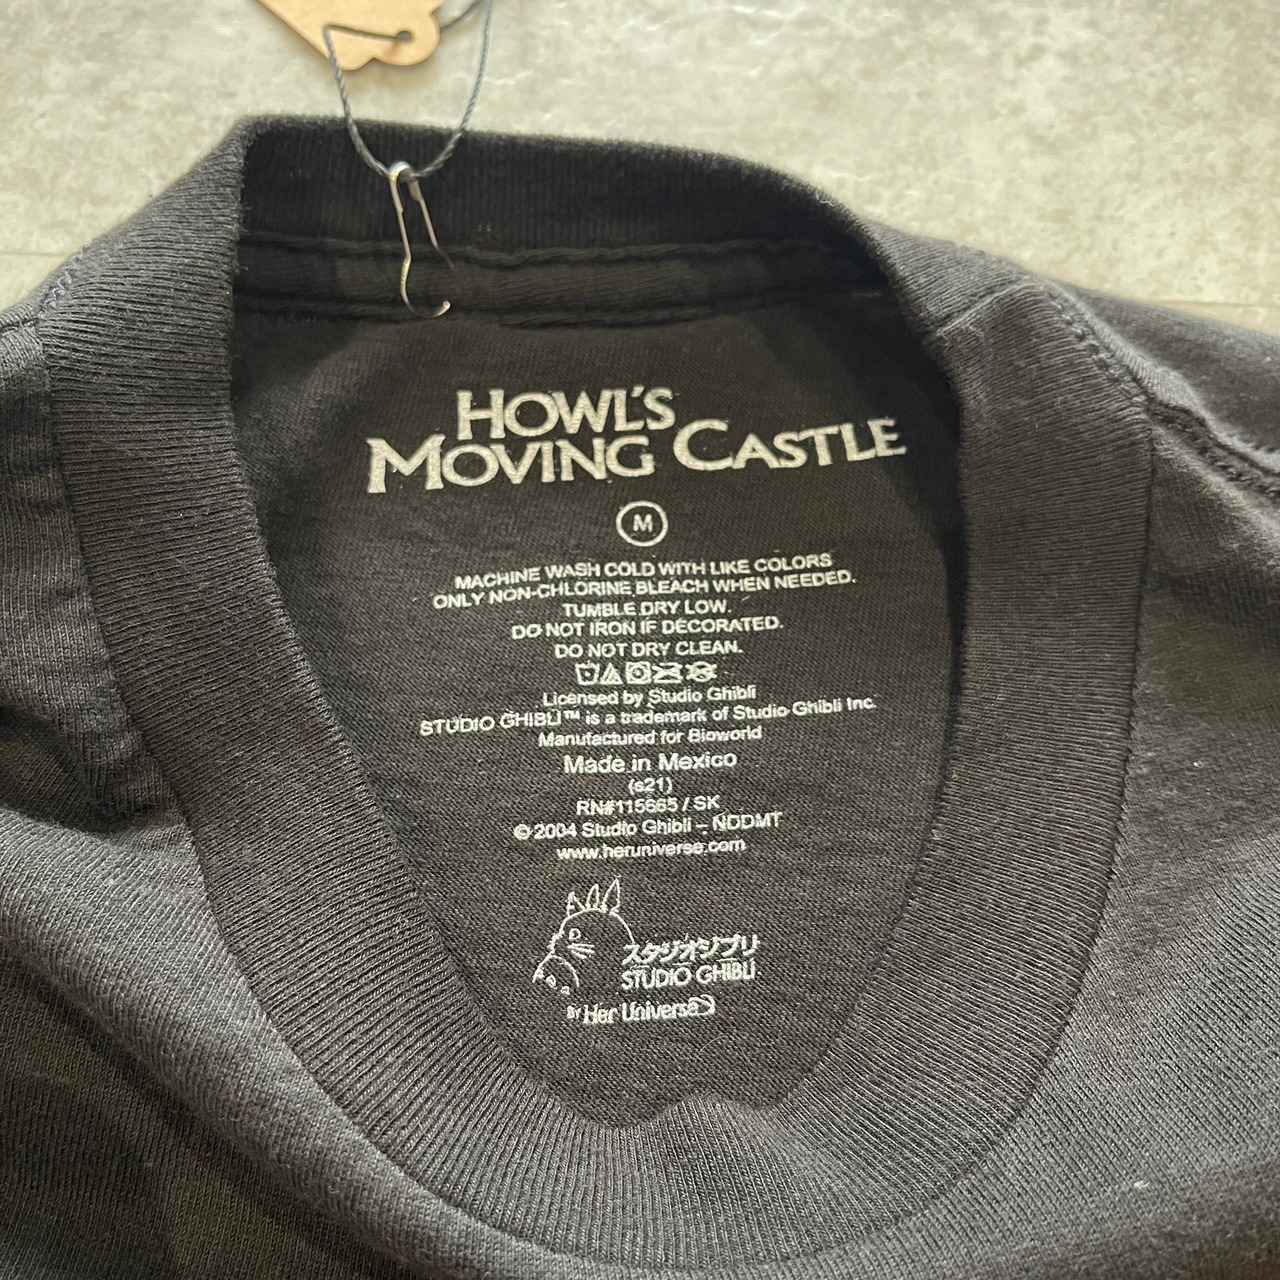 HOWL'S
MOVING CASTLE
M
MACHINE WASH COLD WITH LIKE COLORS
ONLY NON-CHLORINE BLEACH WHEN NEEDED.
TUMBLE DRY LOW.
DO NOT IRON IF DECORATED.
DO NOT DRY CLEAN.
Licensed by Studio Ghibli
STUDIO GHIBLI™ is a trademark of Studio Ghibli Inc.
Manufactured for Bioworld
Made in Mexico
(s21)
RN#115665 / SK
© 2004 Studio Ghibli – NDDMT
www.heruniverse.com
スタジオジブリ
STUDIO GHIBLI
BY Her Universe